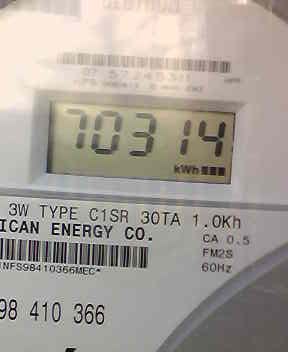 70314
kWh
3W TYPE C1SR 30TA 1.0Kh
ICAN ENERGY CO.
CA 0.5
FM2S
60Hz
INFS98410366MEC*
98 410 366